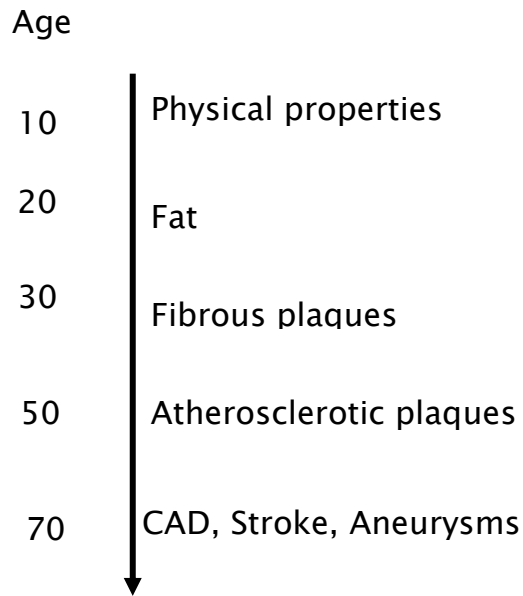 Age
10 Physical properties
20 Fat
30 Fibrous plaques
50 Atherosclerotic plaques
70 CAD, Stroke, Aneurysms